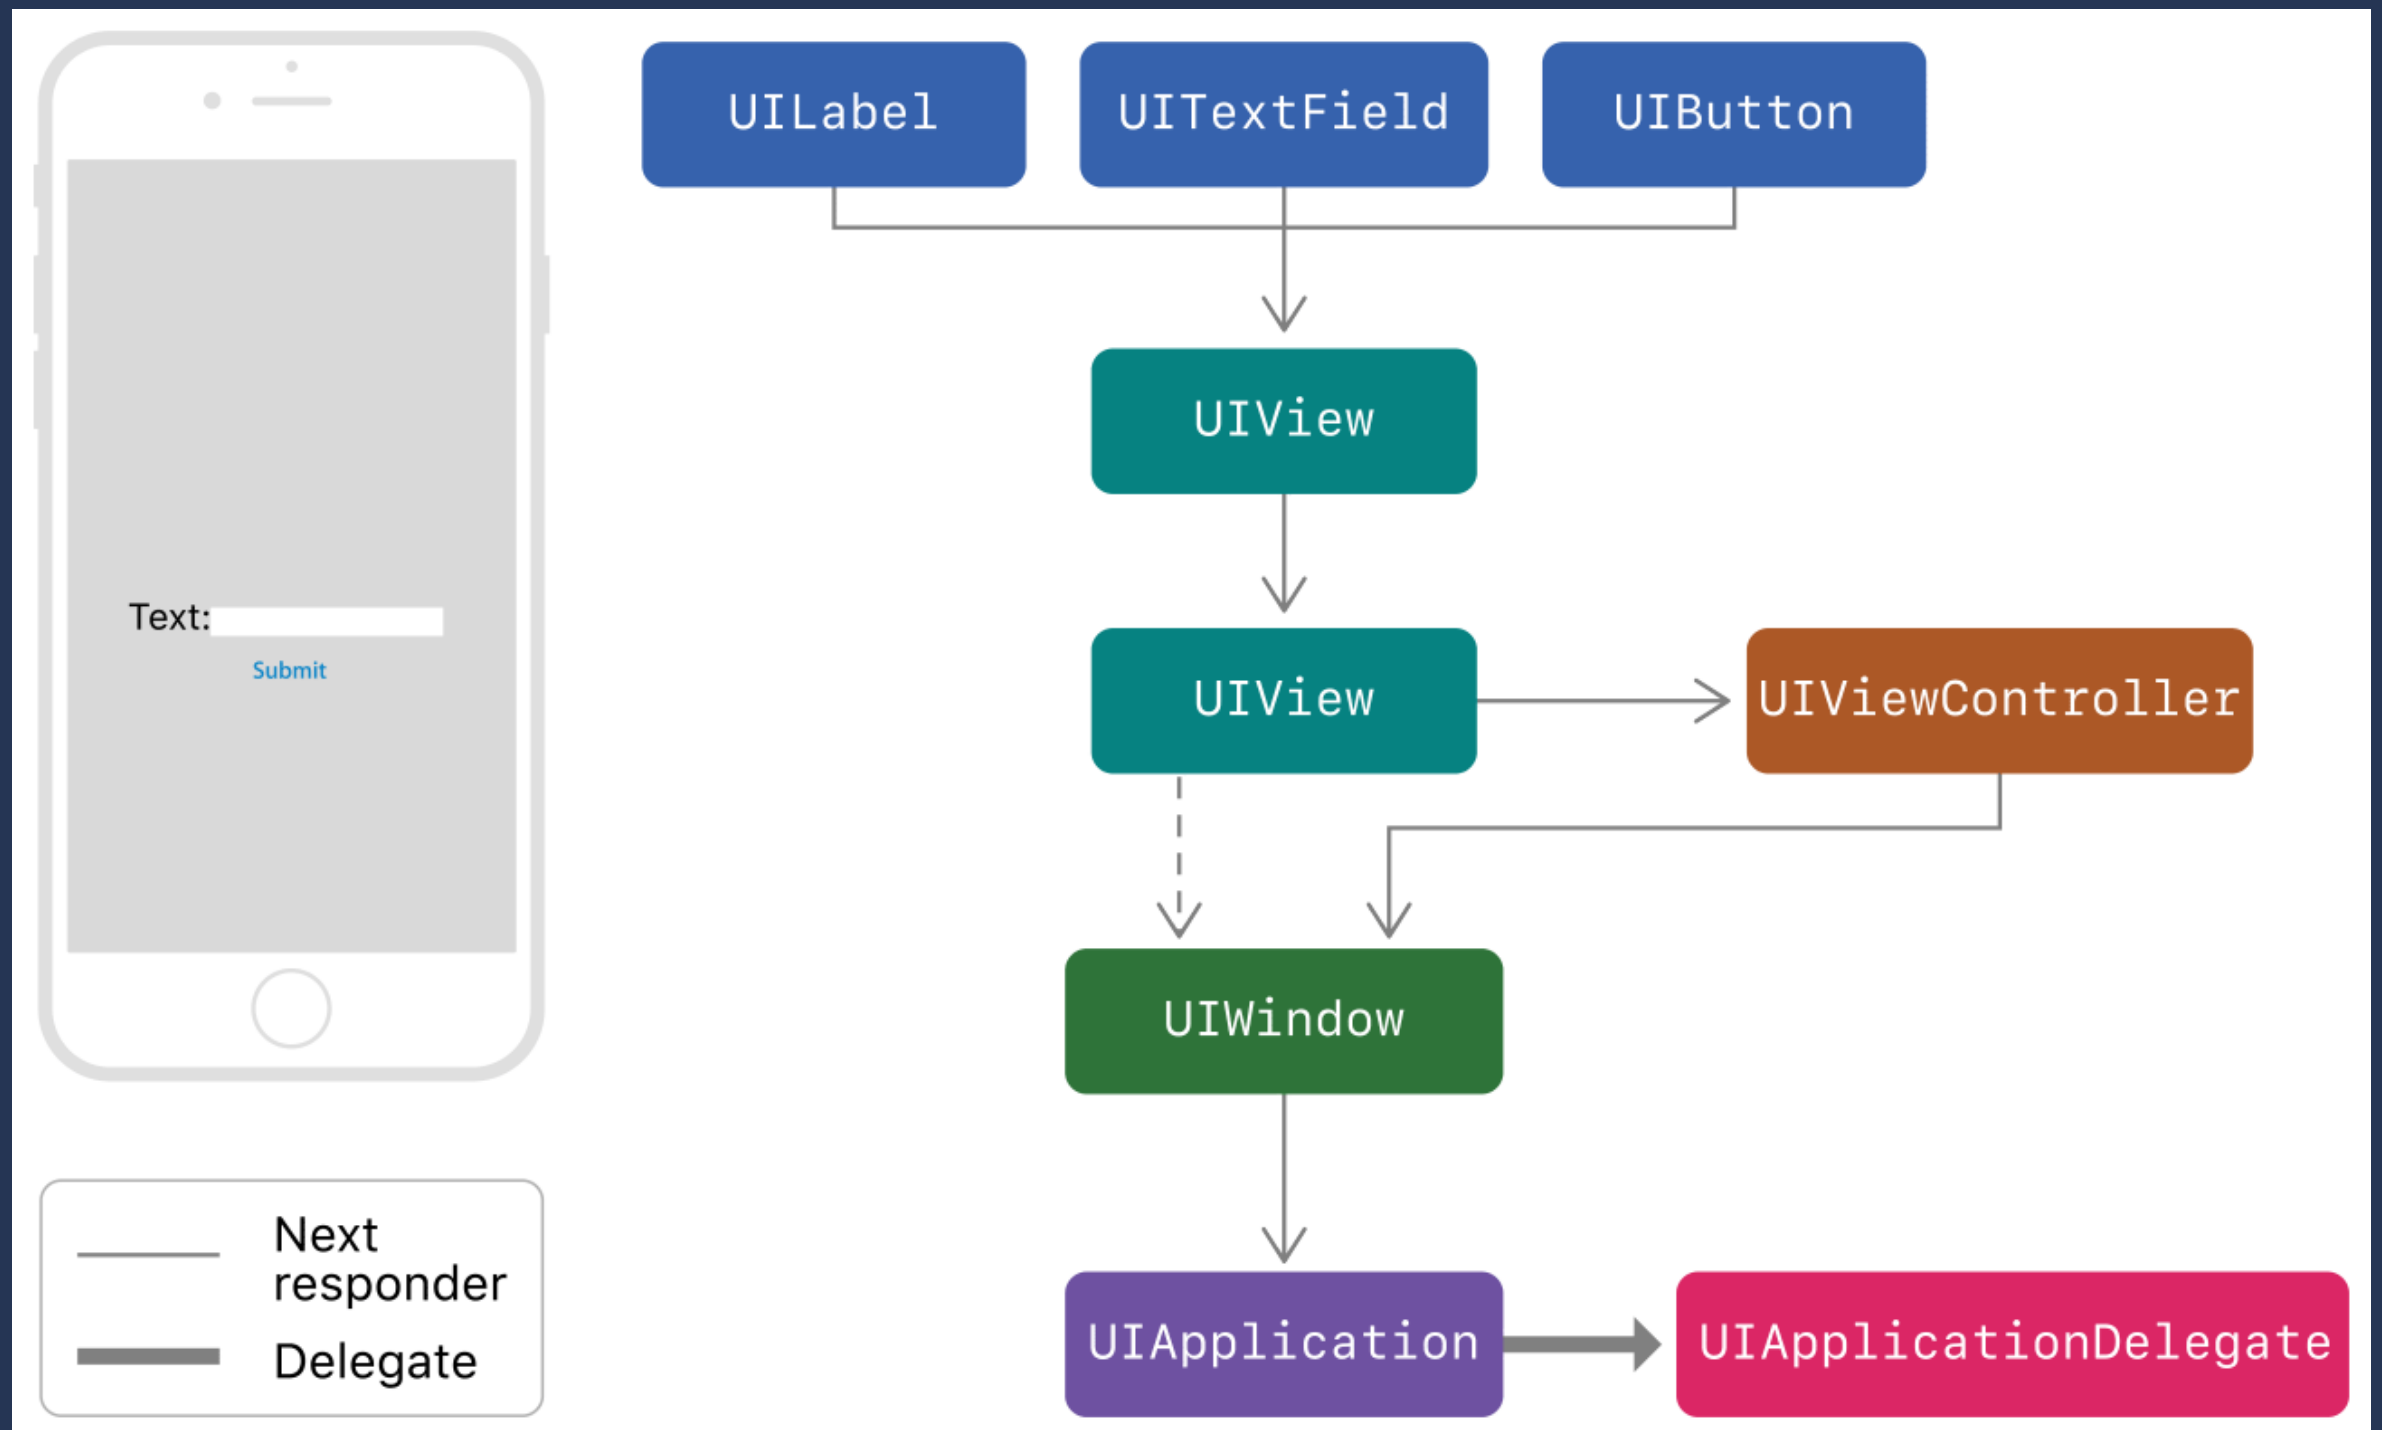 UILabel
UITextField
UIButton
UIView
UIView
UIViewController
UIWindow
UIApplication
UIApplicationDelegate
Text:
Submit
Next
responder
Delegate